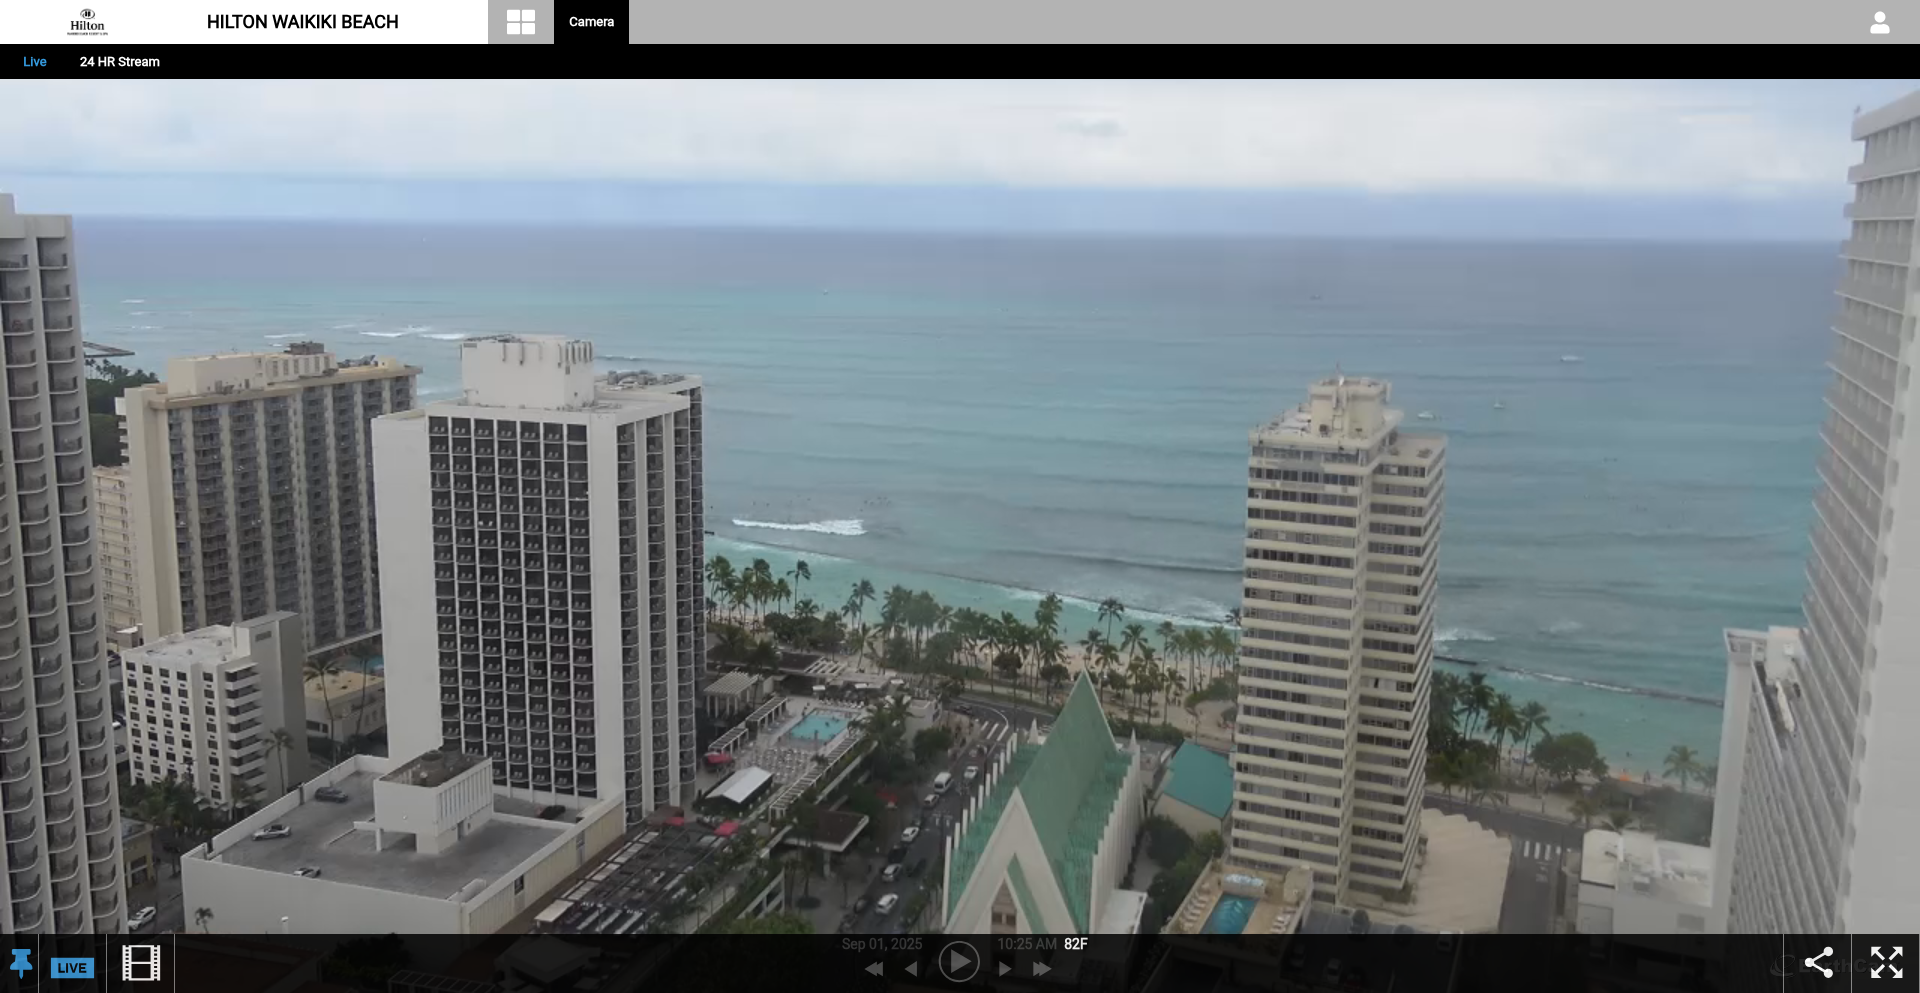 Hilton
HILTON WAIKIKI BEACH
Camera
Live
24 HR Stream
Sep 01, 2025
10:25 AM
82F
LIVE